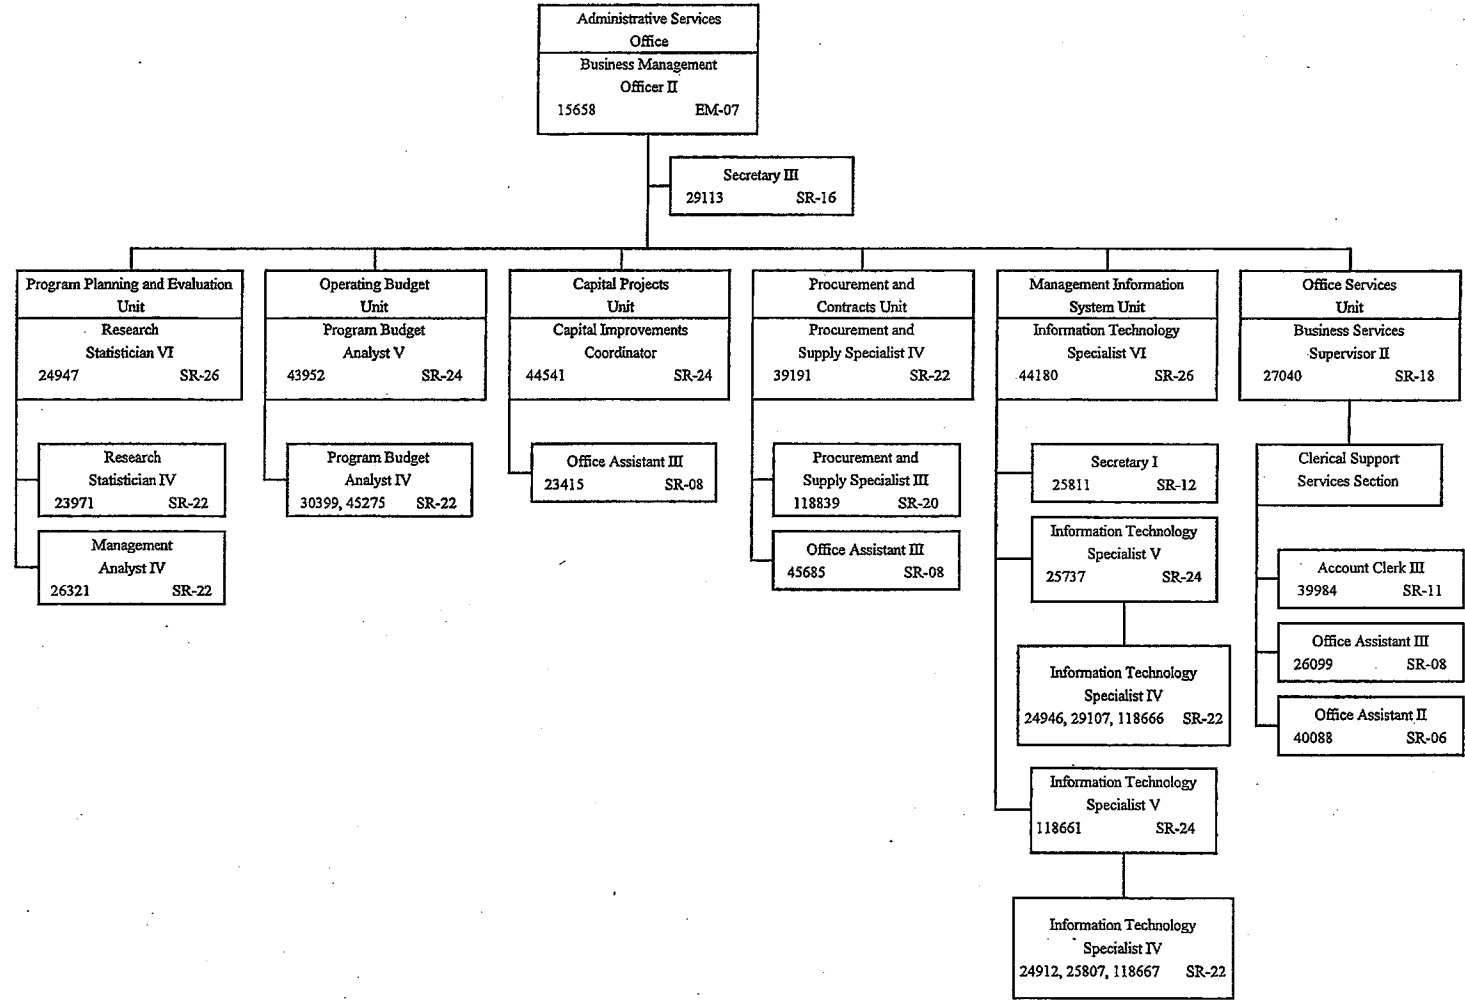 Administrative Services
Office
Business Management
Officer II
15658 EM-07
Secretary III
29113 SR-16
Program Planning and Evaluation
Unit
Research
Statistician VI
24947 SR-26
Research
Statistician IV
23971 SR-22
Management
Analyst IV
26321 SR-22
Operating Budget
Unit
Program Budget
Analyst V
43952 SR-24
Program Budget
Analyst IV
30399, 45275 SR-22
Capital Projects
Unit
Capital Improvements
Coordinator
44541 SR-24
Office Assistant III
23415 SR-08
Procurement and
Contracts Unit
Procurement and
Supply Specialist IV
39191 SR-22
Procurement and
Supply Specialist III
118839 SR-20
Office Assistant III
45685 SR-08
Management Information
System Unit
Information Technology
Specialist VI
44180 SR-26
Secretary I
25811 SR-12
Information Technology
Specialist V
25737 SR-24
Information Technology
Specialist IV
24946, 29107, 118666 SR-22
Information Technology
Specialist V
118661 SR-24
Information Technology
Specialist IV
24912, 25807, 118667 SR-22
Office Services
Unit
Business Services
Supervisor II
27040 SR-18
Clerical Support
Services Section
Account Clerk III
39984 SR-11
Office Assistant III
26099 SR-08
Office Assistant II
40088 SR-06